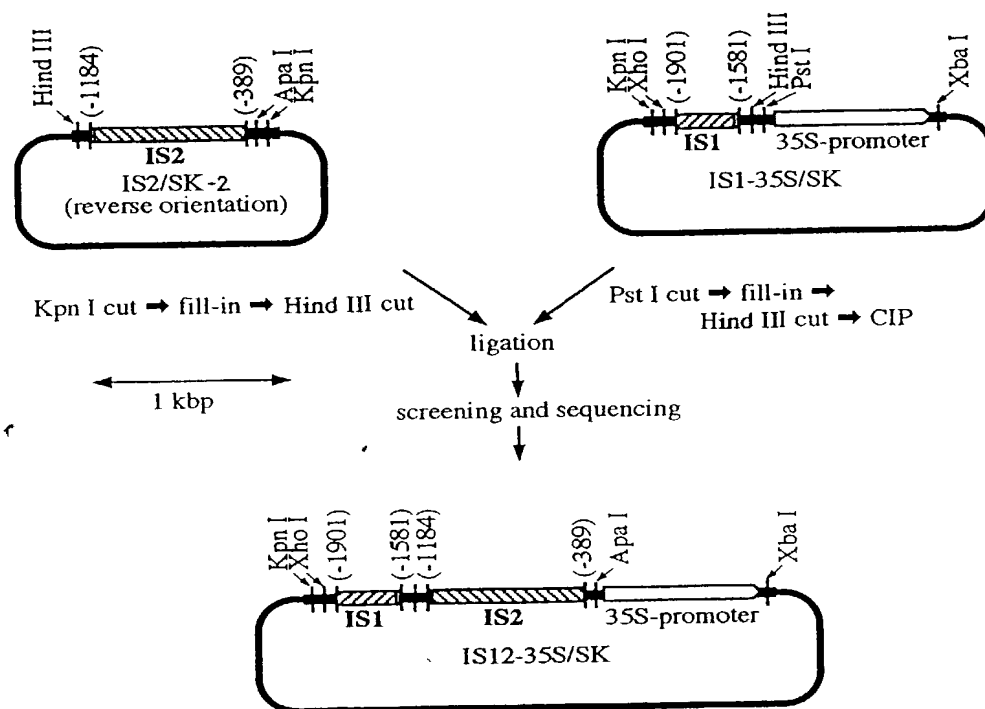 Hind III
(-1184)
(-389)
Apa I
Kpn I
IS2
IS2/SK -2
(reverse orientation)
Kpn I
Xho I
(-1901)
(-1581)
Hind III
Pst I
Xba I
IS1
35S-promoter
IS1-35S/SK
Kpn I cut ➡ fill-in ➡ Hind III cut
Pst I cut ➡ fill-in ➡
Hind III cut ➡ CIP
ligation
1 kbp
screening and sequencing
Kpn I
Xho I
(-1901)
(-1581)
(-1184)
(-389)
Apa I
Xba I
IS1
IS2
35S-promoter
IS12-35S/SK